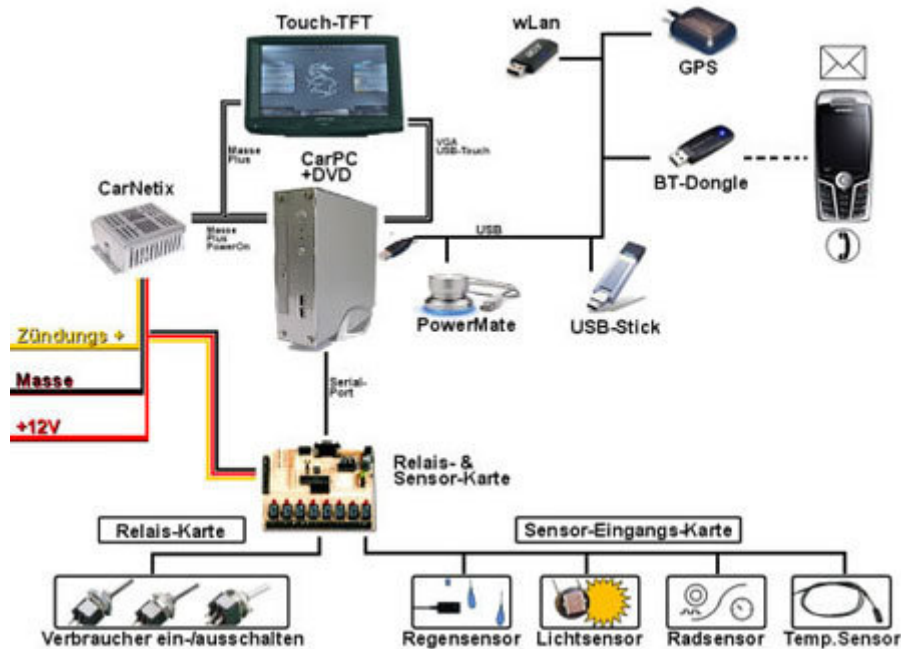 Touch-TFT
wLan
GPS
Masse
Plus
VGA
USB-Touch
CarPC
+DVD
BT-Dongle
CarNetix
Masse
Plus
PowerOn
USB
PowerMate
USB-Stick
Zündungs +
Masse
+12V
Serial-
Port
Relais- &
Sensor-Karte
Relais-Karte
Sensor-Eingangs-Karte
Verbraucher ein-/ausschalten
Regensensor
Lichtsensor
Radsensor
Temp.Sensor